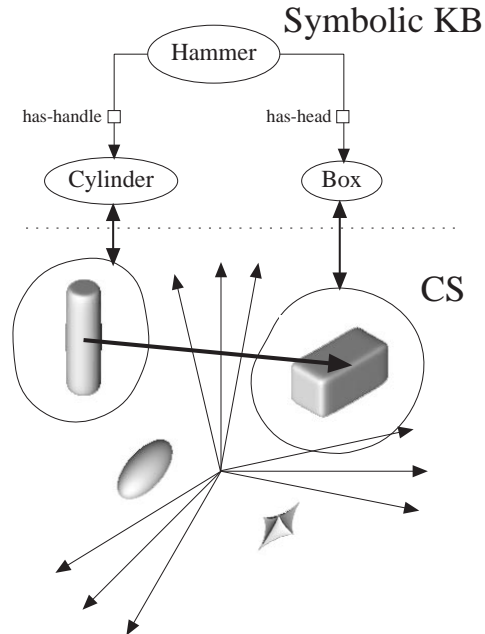 Symbolic KB
Hammer
has-handle
has-head
Cylinder
Box
CS